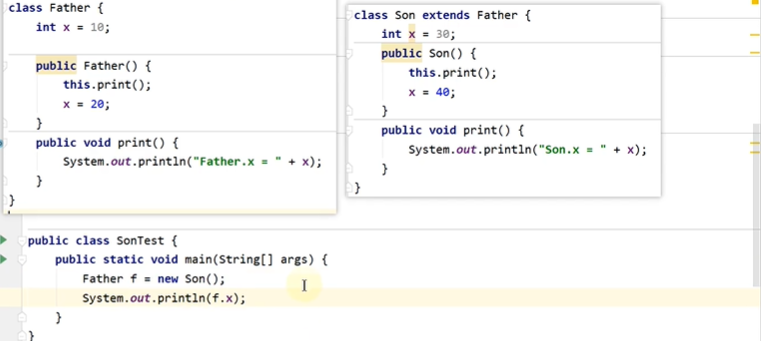 class Father {
int x = 10;
public Father() {
this.print();
x = 20;
}
public void print() {
System.out.println("Father.x = " + x);
}
}
class Son extends Father {
int x = 30;
public Son() {
this.print();
x = 40;
}
public void print() {
System.out.println("Son.x = " + x);
}
}
public class SonTest {
public static void main(String[] args) {
Father f = new Son();
System.out.println(f.x);
}
}